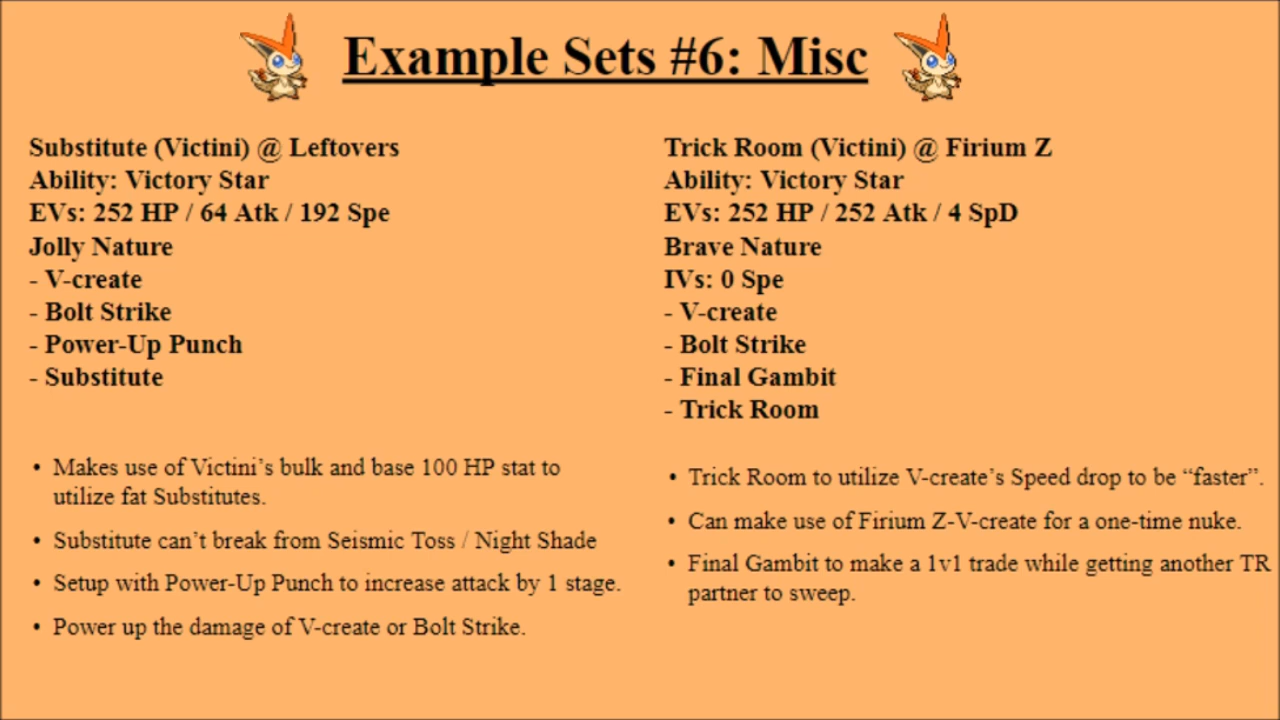 Example Sets #6: Misc
Substitute (Victini) @ Leftovers
Ability: Victory Star
EVs: 252 HP / 64 Atk / 192 Spe
Jolly Nature
- V-create
- Bolt Strike
- Power-Up Punch
- Substitute
• Makes use of Victini’s bulk and base 100 HP stat to
utilize fat Substitutes.
• Substitute can’t break from Seismic Toss / Night Shade
• Setup with Power-Up Punch to increase attack by 1 stage.
• Power up the damage of V-create or Bolt Strike.
Trick Room (Victini) @ Firium Z
Ability: Victory Star
EVs: 252 HP / 252 Atk / 4 SpD
Brave Nature
IVs: 0 Spe
- V-create
- Bolt Strike
- Final Gambit
- Trick Room
• Trick Room to utilize V-create’s Speed drop to be “faster”.
• Can make use of Firium Z-V-create for a one-time nuke.
• Final Gambit to make a 1v1 trade while getting another TR
partner to sweep.